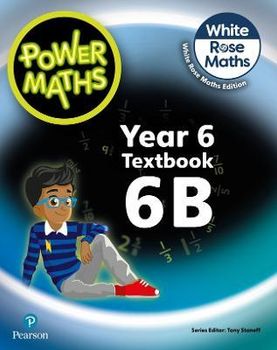 POWER
MATHS
White
Rose
Maths
White Rose Maths Edition
Year 6
Textbook
6B
Pearson
Series Editor: Tony Staneff